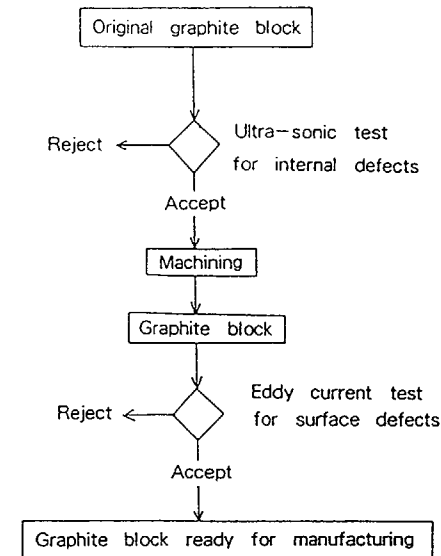 Original graphite block
Reject
Ultra-sonic test
for internal defects
Accept
Machining
Graphite block
Reject
Eddy current test
for surface defects
Accept
Graphite block ready for manufacturing